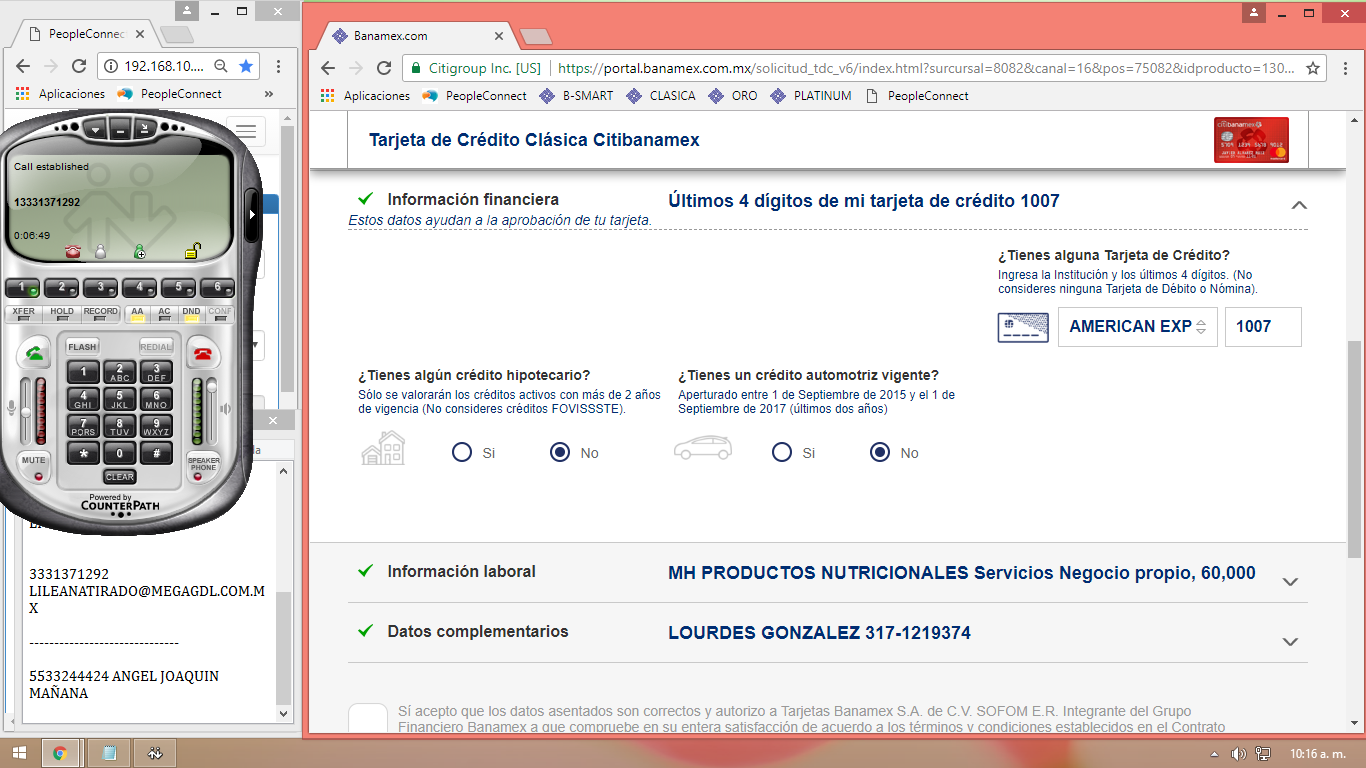 PeopleConnec
192.168.10....
Aplicaciones
PeopleConnect
»
Call established
13331371292
0:06:49
1 2 3 4 5 6
XFER HOLD RECORD AA AC DND CONF
FLASH REDIAL
1 2 ABC 3 DEF
4 GHI 5 JKL 6 MNO
7 PQRS 8 TUV 9 WXYZ
* 0 #
MUTE
SPEAKER PHONE
CLEAR
Powered by
COUNTERPATH
3331371292
LILEANATIRADO@MEGAGDL.COM.M
X
------------------------------
5533244424 ANGEL JOAQUIN
MAÑANA
Banamex.com
Citigroup Inc. [US] https://portal.banamex.com.mx/solicitud_tdc_v6/index.html?sursursal=8082&canal=16&pos=75082&idproducto=130...
Aplicaciones PeopleConnect B-SMART CLASICA ORO PLATINUM PeopleConnect
Tarjeta de Crédito Clásica Citibanamex
citibanamex
Información financiera
Últimos 4 dígitos de mi tarjeta de crédito 1007
Estos datos ayudan a la aprobación de tu tarjeta.
¿Tienes alguna Tarjeta de Crédito?
Ingresa la Institución y los últimos 4 dígitos. (No
consideres ninguna Tarjeta de Débito o Nómina).
AMERICAN EXP 1007
¿Tienes algún crédito hipotecario?
Sólo se valorarán los créditos activos con más de 2 años
de vigencia (No consideres créditos FOVISSSTE).
Si No
¿Tienes un crédito automotriz vigente?
Aperturado entre 1 de Septiembre de 2015 y el 1 de
Septiembre de 2017 (últimos dos años)
Si No
Información laboral
MH PRODUCTOS NUTRICIONALES Servicios Negocio propio, 60,000
Datos complementarios
LOURDES GONZALEZ 317-1219374
Sí acepto que los datos asentados son correctos y autorizo a Tarjetas Banamex S.A. de C.V. SOFOM E.R. Integrante del Grupo
Financiero Banamex a que compruebe en su entera satisfacción de acuerdo a los términos y condiciones establecidos en el Contrato
10:16 a. m.